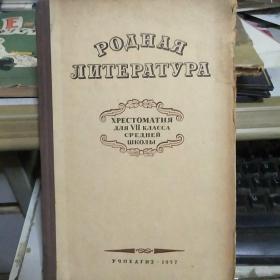 РОДНАЯ
ЛИТЕРАТУРА
ХРЕСТОМАТИЯ
ДЛЯ VII КЛАССА
СРЕДНЕЙ
ШКОЛЫ
УЧПЕДГИЗ · 1957